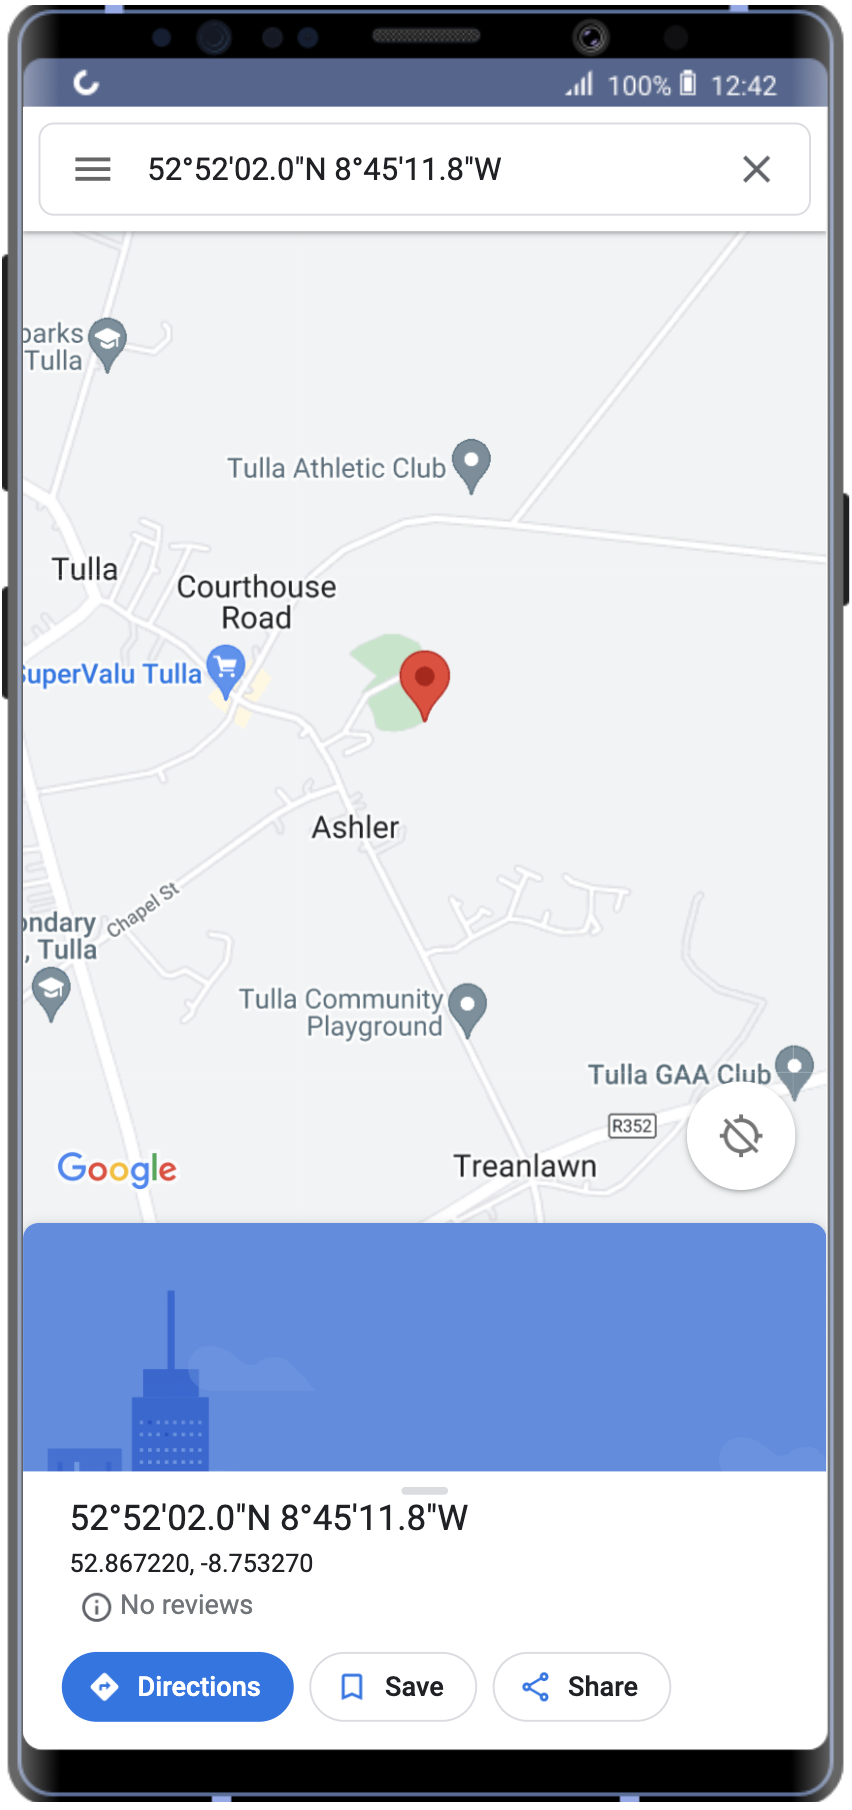 100% 12:42
52°52'02.0"N 8°45'11.8"W
parks
Tulla
Tulla Athletic Club
Tulla
Courthouse
Road
SuperValu Tulla
Ashler
Chapel St
ondary
, Tulla
Tulla Community
Playground
Tulla GAA Club
R352
Treanlawn
Google
52°52'02.0"N 8°45'11.8"W
52.867220, -8.753270
No reviews
Directions Save Share